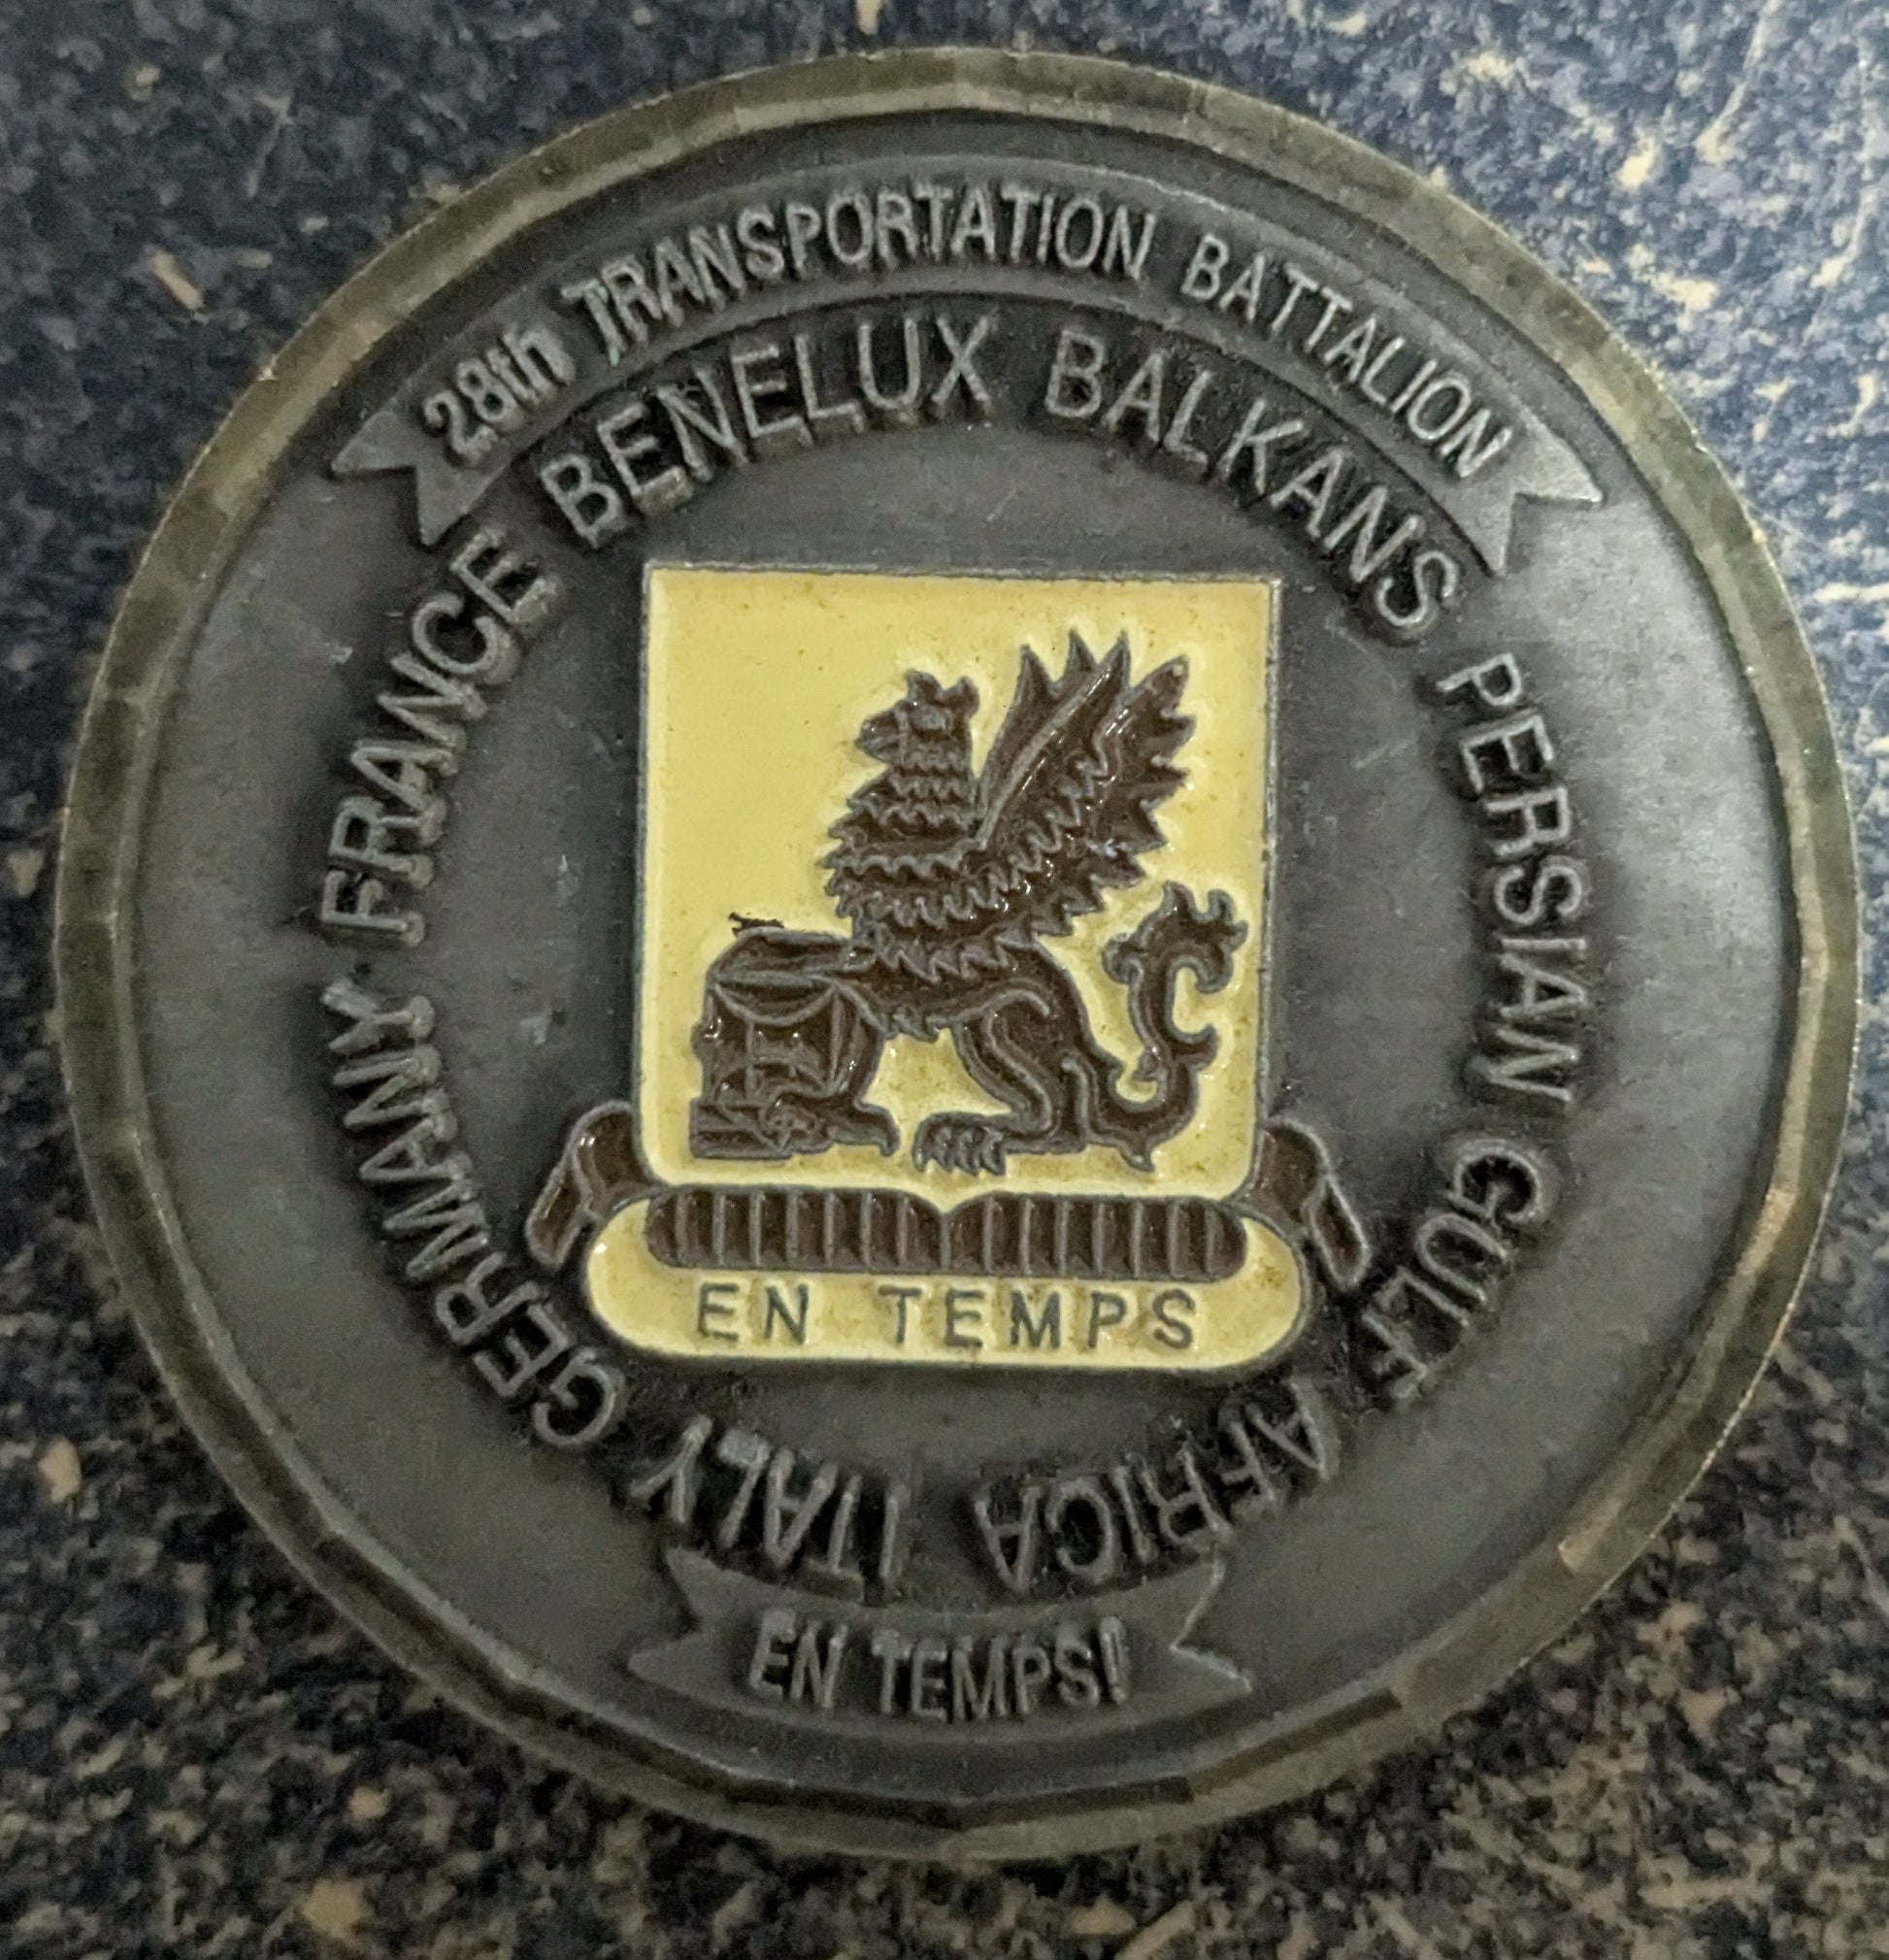 28th TRANSPORTATION BATTALION
FRANCE BENELUX BALKANS PERSIAN GULF AFRICA ITALY GERMANY
EN TEMPS
EN TEMPS!